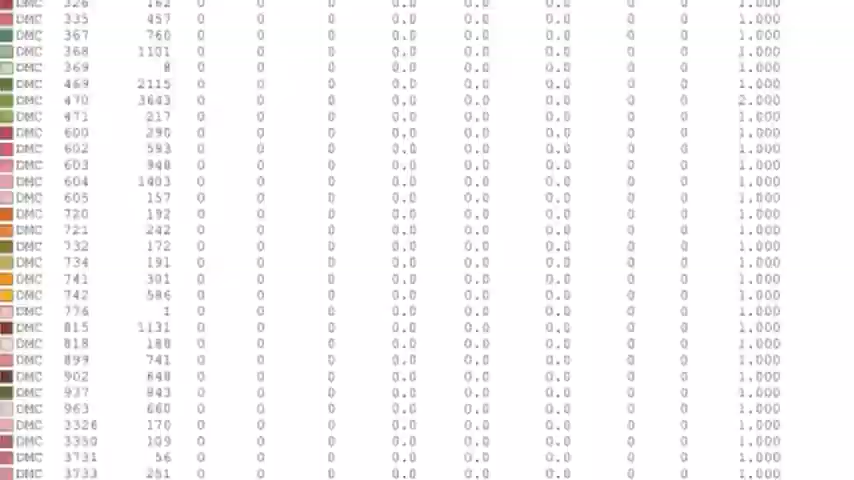 DMC 326 162 0 0 0 0.0 0.0 0.0 0 0 1.000
DMC 335 457 0 0 0 0.0 0.0 0.0 0 0 1.000
DMC 367 760 0 0 0 0.0 0.0 0.0 0 0 1.000
DMC 368 1101 0 0 0 0.0 0.0 0.0 0 0 1.000
DMC 369 8 0 0 0 0.0 0.0 0.0 0 0 1.000
DMC 469 2115 0 0 0 0.0 0.0 0.0 0 0 1.000
DMC 470 3643 0 0 0 0.0 0.0 0.0 0 0 2.000
DMC 471 217 0 0 0 0.0 0.0 0.0 0 0 1.000
DMC 600 290 0 0 0 0.0 0.0 0.0 0 0 1.000
DMC 602 593 0 0 0 0.0 0.0 0.0 0 0 1.000
DMC 603 948 0 0 0 0.0 0.0 0.0 0 0 1.000
DMC 604 1403 0 0 0 0.0 0.0 0.0 0 0 1.000
DMC 605 157 0 0 0 0.0 0.0 0.0 0 0 1.000
DMC 720 192 0 0 0 0.0 0.0 0.0 0 0 1.000
DMC 721 242 0 0 0 0.0 0.0 0.0 0 0 1.000
DMC 732 172 0 0 0 0.0 0.0 0.0 0 0 1.000
DMC 734 191 0 0 0 0.0 0.0 0.0 0 0 1.000
DMC 741 301 0 0 0 0.0 0.0 0.0 0 0 1.000
DMC 742 586 0 0 0 0.0 0.0 0.0 0 0 1.000
DMC 776 1 0 0 0 0.0 0.0 0.0 0 0 1.000
DMC 815 1131 0 0 0 0.0 0.0 0.0 0 0 1.000
DMC 818 188 0 0 0 0.0 0.0 0.0 0 0 1.000
DMC 899 741 0 0 0 0.0 0.0 0.0 0 0 1.000
DMC 902 648 0 0 0 0.0 0.0 0.0 0 0 1.000
DMC 937 843 0 0 0 0.0 0.0 0.0 0 0 1.000
DMC 963 660 0 0 0 0.0 0.0 0.0 0 0 1.000
DMC 3326 170 0 0 0 0.0 0.0 0.0 0 0 1.000
DMC 3350 109 0 0 0 0.0 0.0 0.0 0 0 1.000
DMC 3731 56 0 0 0 0.0 0.0 0.0 0 0 1.000
DMC 3733 251 0 0 0 0.0 0.0 0.0 0 0 1.000